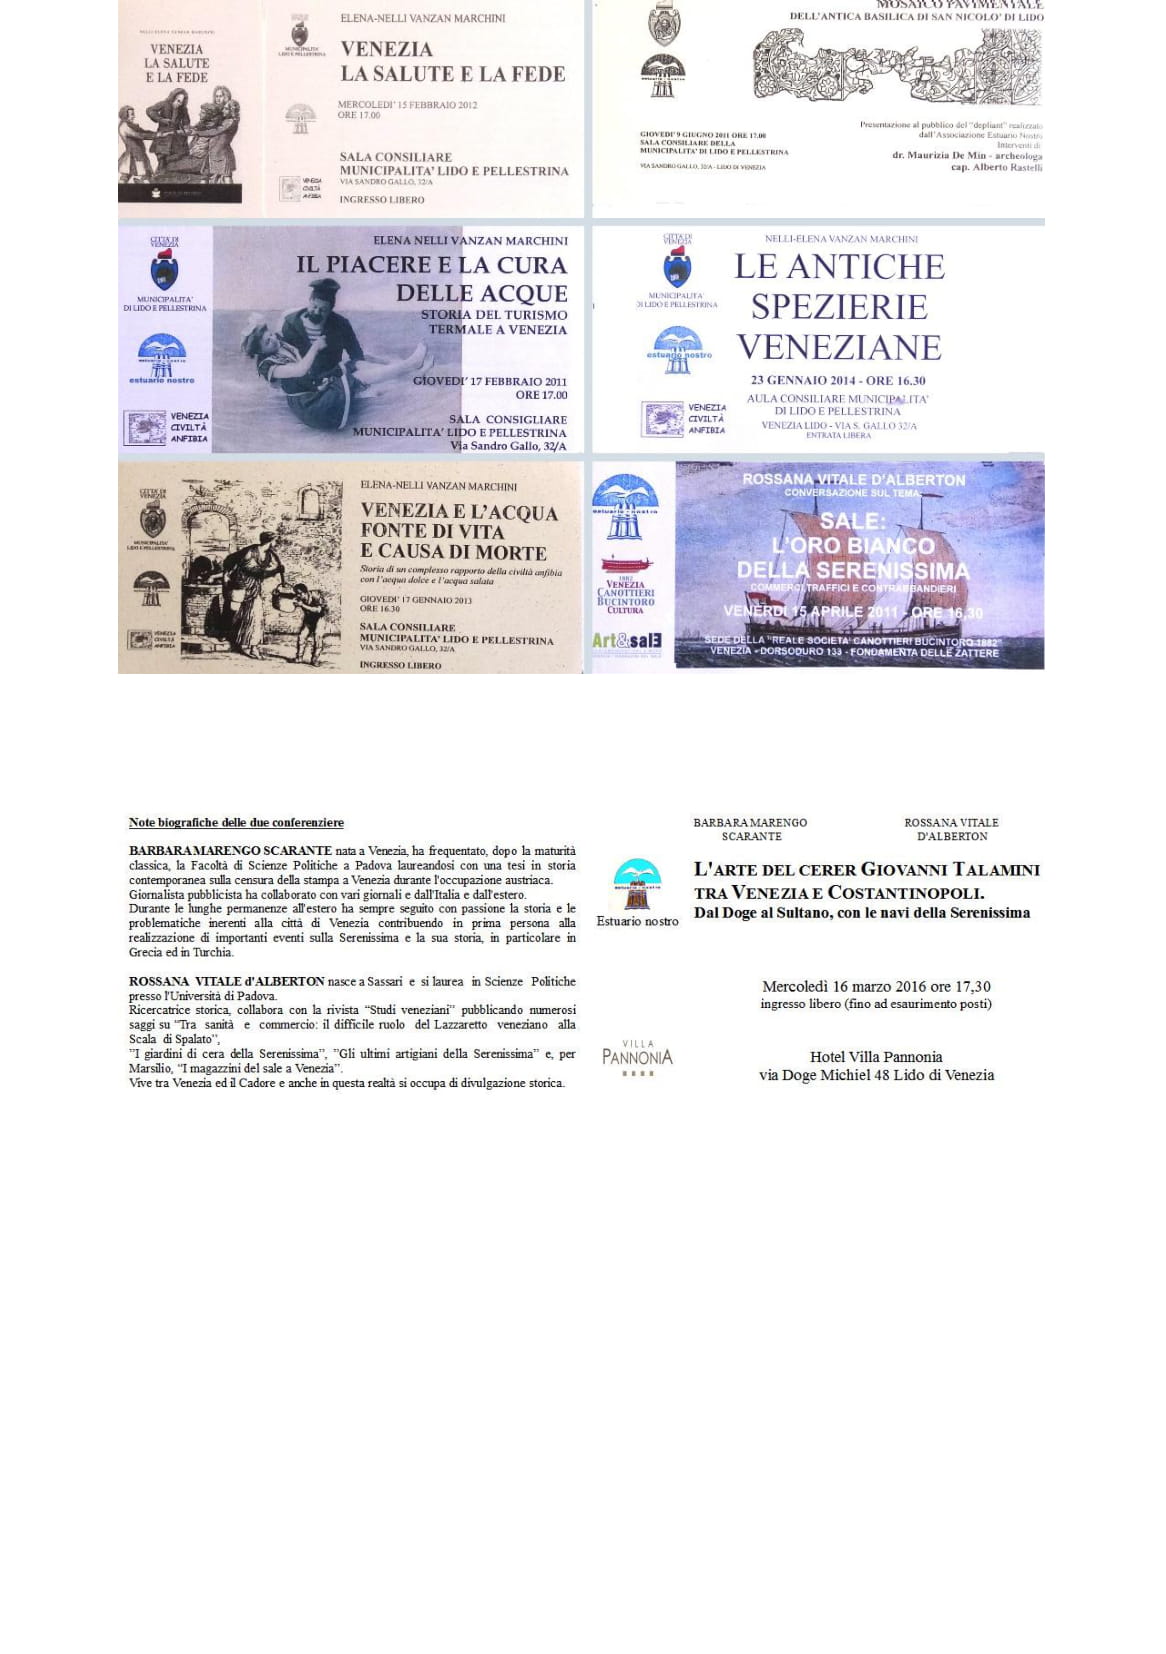 NELLI-ELENA VANZAN MARCHINI
VENEZIA
LA SALUTE
E LA FEDE
ELENA-NELLI VANZAN MARCHINI
MUNICIPALITA'
LIDO E PELLESTRINA
VENEZIA
LA SALUTE E LA FEDE
MERCOLEDI' 15 FEBBRAIO 2012
ORE 17.00
SALA CONSILIARE
MUNICIPALITA' LIDO E PELLESTRINA
VIA SANDRO GALLO, 32/A
INGRESSO LIBERO
VENEZIA
CIVILTÀ
ANFIBIA
MOSAICO PAVIMENTALE
DELL'ANTICA BASILICA DI SAN NICOLO' DI LIDO
estuario nostro
GIOVEDI' 9 GIUGNO 2011 ORE 17.00
SALA CONSILIARE DELLA
MUNICIPALITA' DI LIDO E PELLESTRINA
VIA SANDRO GALLO, 32/A - LIDO DI VENEZIA
Presentazione al pubblico del "depliant" realizzato
dall'Associazione Estuario Nostro
Interventi di
dr. Maurizia De Min - archeologa
cap. Alberto Rastelli
CITTA' DI
VENEZIA
MUNICIPALITA'
DI LIDO E PELLESTRINA
estuario nostro
VENEZIA
CIVILTÀ
ANFIBIA
ELENA NELLI VANZAN MARCHINI
IL PIACERE E LA CURA
DELLE ACQUE
STORIA DEL TURISMO
TERMALE A VENEZIA
GIOVEDI' 17 FEBBRAIO 2011
ORE 17.00
SALA CONSIGLIARE
MUNICIPALITA' LIDO E PELLESTRINA
Via Sandro Gallo, 32/A
CITTA' DI
VENEZIA
MUNICIPALITA'
DI LIDO E PELLESTRINA
estuario nostro
VENEZIA
CIVILTÀ
ANFIBIA
NELLI-ELENA VANZAN MARCHINI
LE ANTICHE
SPEZIERIE
VENEZIANE
23 GENNAIO 2014 - ORE 16.30
AULA CONSILIARE MUNICIPALITA'
DI LIDO E PELLESTRINA
VENEZIA LIDO - VIA S. GALLO 32/A
ENTRATA LIBERA
CITTA' DI
VENEZIA
MUNICIPALITA'
LIDO E PELLESTRINA
VENEZIA
CIVILTÀ
ANFIBIA
ELENA-NELLI VANZAN MARCHINI
VENEZIA E L'ACQUA
FONTE DI VITA
E CAUSA DI MORTE
Storia di un complesso rapporto della civiltà anfibia
con l'acqua dolce e l'acqua salata
GIOVEDI' 17 GENNAIO 2013
ORE 16.30
SALA CONSILIARE
MUNICIPALITA' LIDO E PELLESTRINA
VIA SANDRO GALLO, 32/A
INGRESSO LIBERO
estuario nostro
1882
VENEZIA
CANOTTIERI
BUCINTORO
CULTURA
Art&salE
ROSSANA VITALE D'ALBERTON
CONVERSAZIONE SUL TEMA:
SALE:
L'ORO BIANCO
DELLA SERENISSIMA
COMMERCI, TRAFFICI E CONTRABBANDIERI
VENERDI 15 APRILE 2011 - ORE 16,30
SEDE DELLA "REALE SOCIETA' CANOTTIERI BUCINTORO 1882"
VENEZIA - DORSODURO 133 - FONDAMENTA DELLE ZATTERE
Note biografiche delle due conferenziere
BARBARA MARENGO SCARANTE nata a Venezia, ha frequentato, dopo la maturità
classica, la Facoltà di Scienze Politiche a Padova laureandosi con una tesi in storia
contemporanea sulla censura della stampa a Venezia durante l'occupazione austriaca.
Giornalista pubblicista ha collaborato con vari giornali e dall'Italia e dall'estero.
Durante le lunghe permanenze all'estero ha sempre seguito con passione la storia e le
problematiche inerenti alla città di Venezia contribuendo in prima persona alla
realizzazione di importanti eventi sulla Serenissima e la sua storia, in particolare in
Grecia ed in Turchia.
ROSSANA VITALE d'ALBERTON nasce a Sassari e si laurea in Scienze Politiche
presso l'Università di Padova.
Ricercatrice storica, collabora con la rivista “Studi veneziani” pubblicando numerosi
saggi su “Tra sanità e commercio: il difficile ruolo del Lazzaretto veneziano alla
Scala di Spalato”,
”I giardini di cera della Serenissima”, ”Gli ultimi artigiani della Serenissima” e, per
Marsilio, “I magazzini del sale a Venezia”.
Vive tra Venezia ed il Cadore e anche in questa realtà si occupa di divulgazione storica.
BARBARA MARENGO
SCARANTE
ROSSANA VITALE
D'ALBERTON
estuario nostro
Estuario nostro
L'ARTE DEL CERER GIOVANNI TALAMINI
TRA VENEZIA E COSTANTINOPOLI.
Dal Doge al Sultano, con le navi della Serenissima
Mercoledì 16 marzo 2016 ore 17,30
ingresso libero (fino ad esaurimento posti)
VILLA
PANNONIA
Hotel Villa Pannonia
via Doge Michiel 48 Lido di Venezia